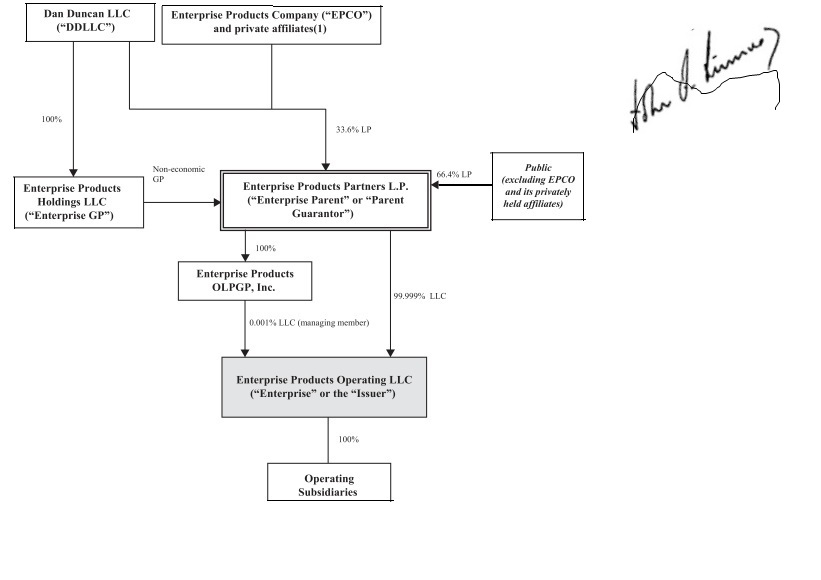 Dan Duncan LLC
(“DDLLC”)
Enterprise Products Company (“EPCO”)
and private affiliates(1)
100%
33.6% LP
Non-economic
GP
66.4% LP
Enterprise Products
Holdings LLC
(“Enterprise GP”)
Enterprise Products Partners L.P.
(“Enterprise Parent” or “Parent
Guarantor”)
Public
(excluding EPCO
and its privately
held affiliates)
100%
Enterprise Products
OLPGP, Inc.
99.999% LLC
0.001% LLC (managing member)
Enterprise Products Operating LLC
(“Enterprise” or the “Issuer”)
100%
Operating
Subsidiaries